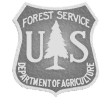 FOREST SERVICE
U S
DEPARTMENT OF AGRICULTURE